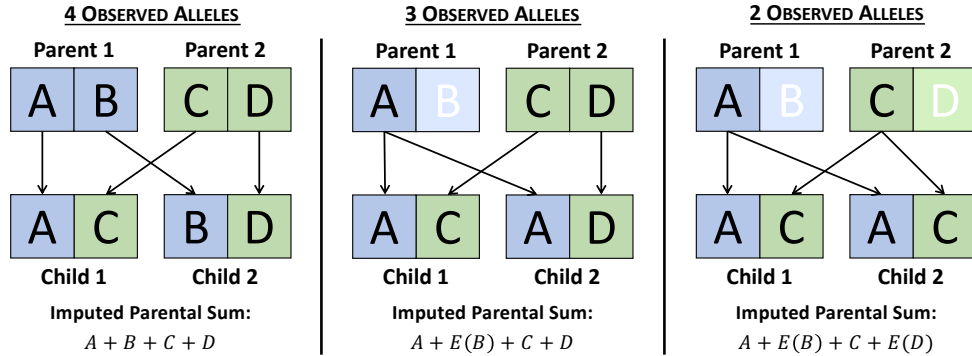 4 OBSERVED ALLELES
Parent 1 Parent 2
A B C D
A C B D
Child 1 Child 2
Imputed Parental Sum:
A + B + C + D
3 OBSERVED ALLELES
Parent 1 Parent 2
A B C D
A C A D
Child 1 Child 2
Imputed Parental Sum:
A + E(B) + C + D
2 OBSERVED ALLELES
Parent 1 Parent 2
A B C D
A C A C
Child 1 Child 2
Imputed Parental Sum:
A + E(B) + C + E(D)